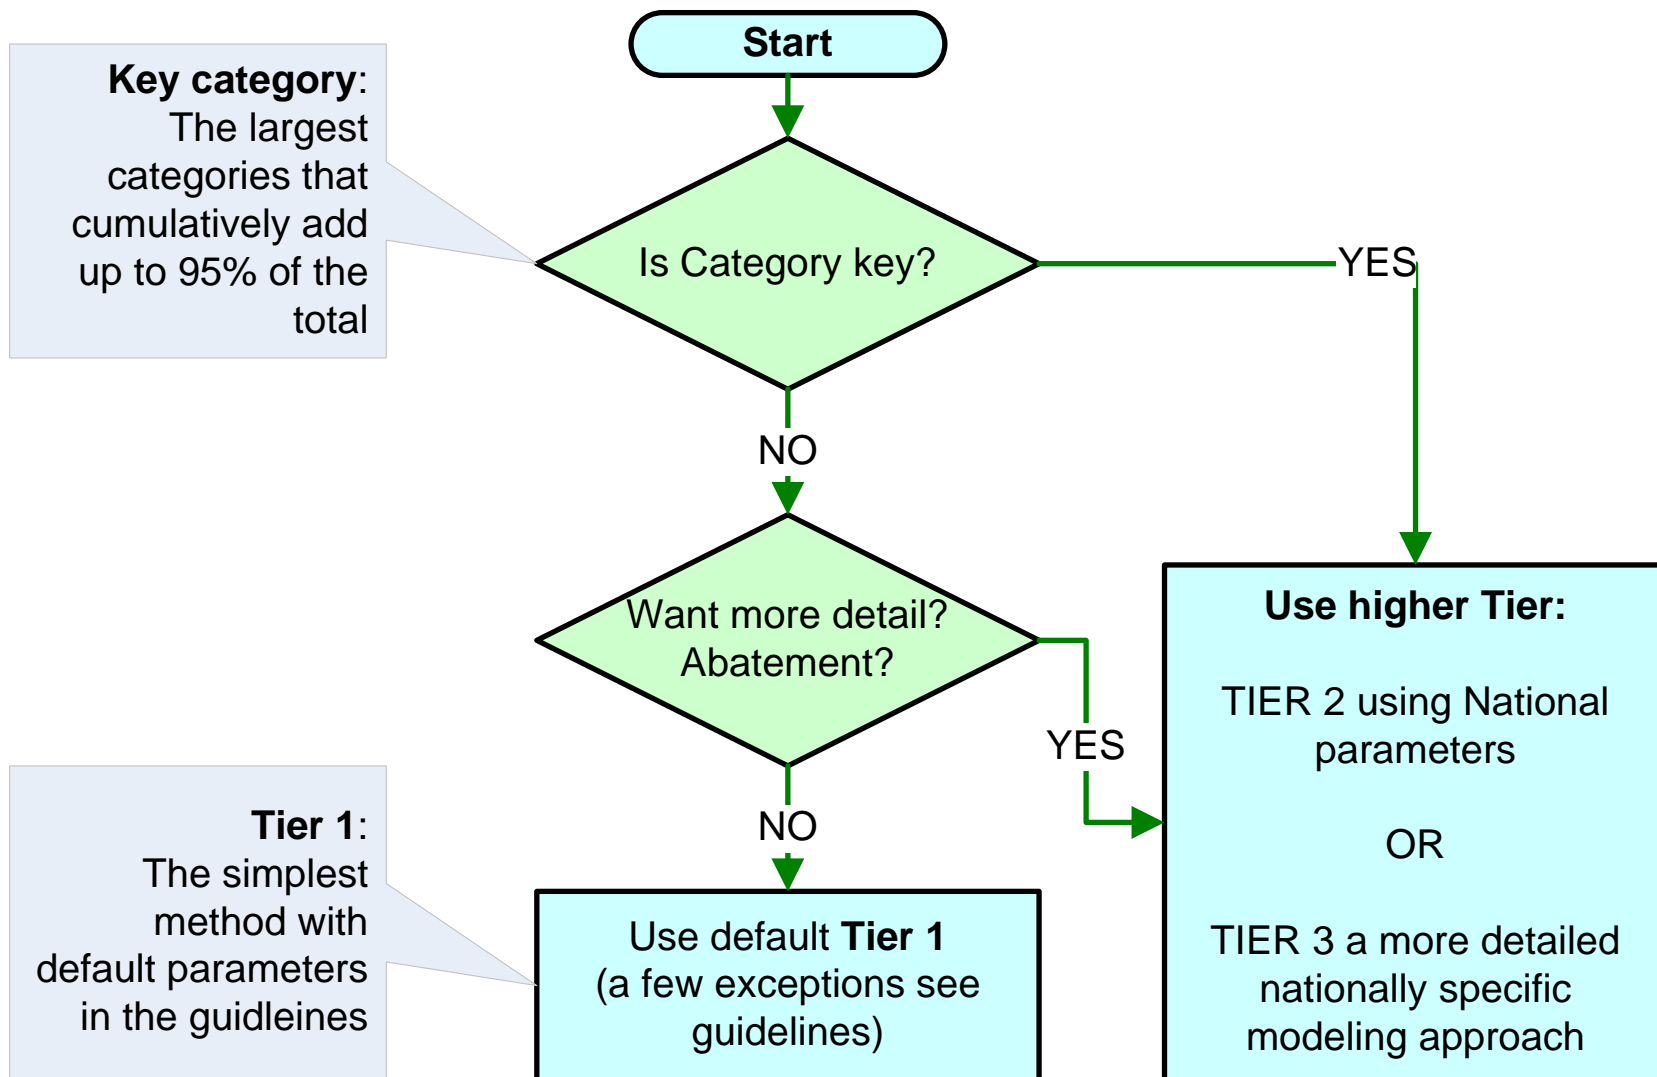 Start
Key category:
The largest
categories that
cumulatively add
up to 95% of the
total
Is Category key?
YES
NO
Want more detail?
Abatement?
YES
NO
Use higher Tier:
TIER 2 using National
parameters
OR
TIER 3 a more detailed
nationally specific
modeling approach
Tier 1:
The simplest
method with
default parameters
in the guidleines
Use default Tier 1
(a few exceptions see
guidelines)